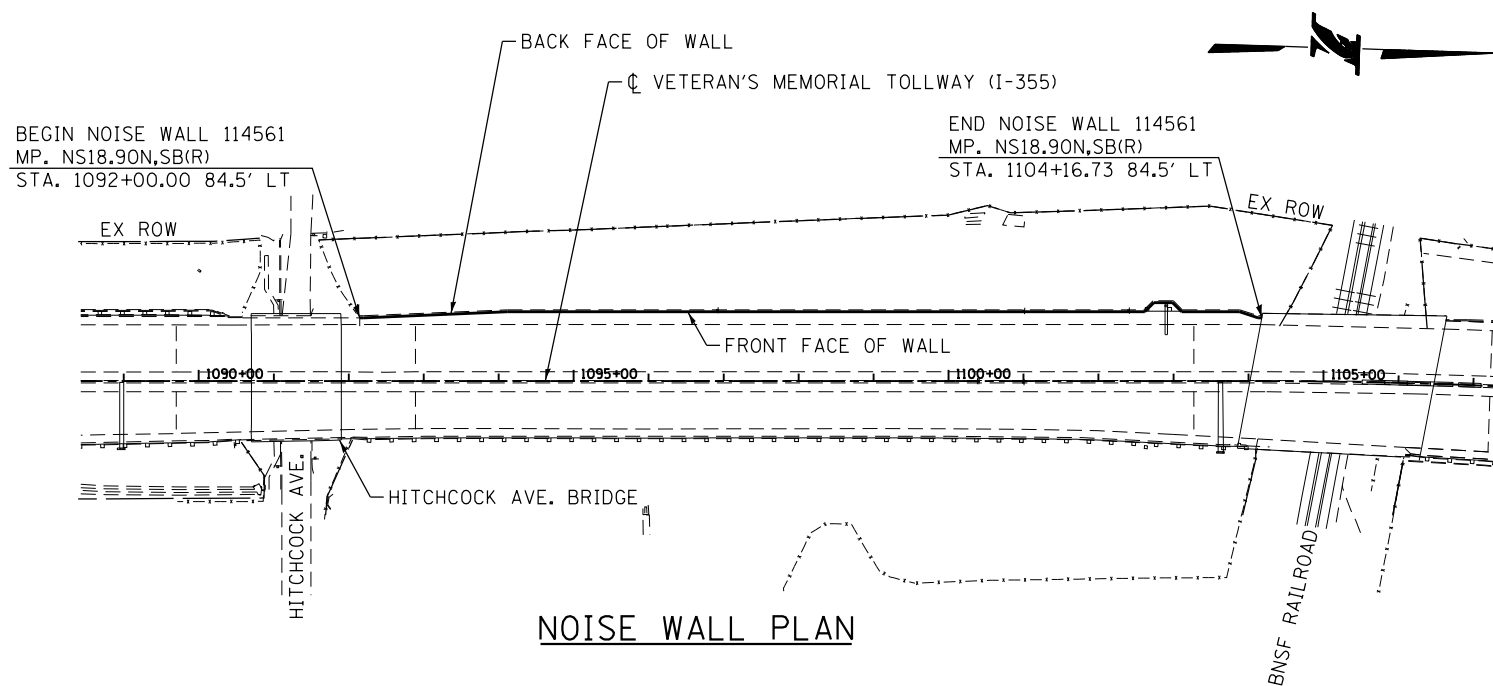 BACK FACE OF WALL
℄ VETERAN'S MEMORIAL TOLLWAY (I-355)
BEGIN NOISE WALL 114561
MP. NS18.90N,SB(R)
STA. 1092+00.00 84.5' LT
END NOISE WALL 114561
MP. NS18.90N,SB(R)
STA. 1104+16.73 84.5' LT
EX ROW
EX ROW
FRONT FACE OF WALL
1090+00
1095+00
1100+00
1105+00
HITCHCOCK AVE.
HITCHCOCK AVE. BRIDGE
BNSF RAILROAD
NOISE WALL PLAN